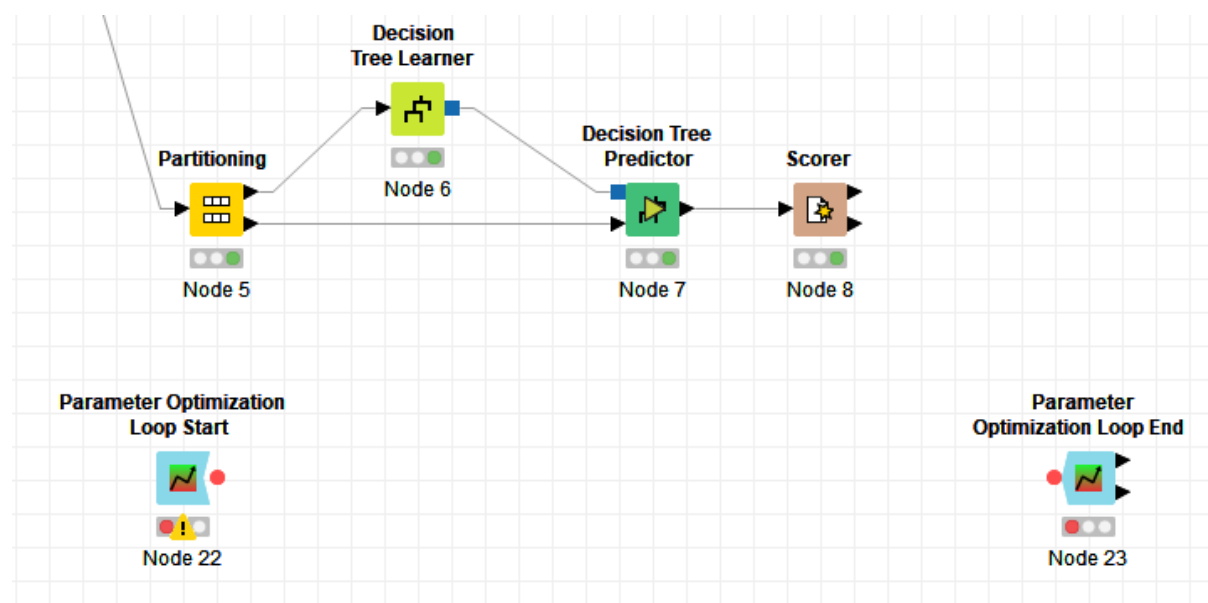 Decision
Tree Learner
Node 6
Partitioning
Node 5
Decision Tree
Predictor
Node 7
Scorer
Node 8
Parameter Optimization
Loop Start
Node 22
Parameter
Optimization Loop End
Node 23